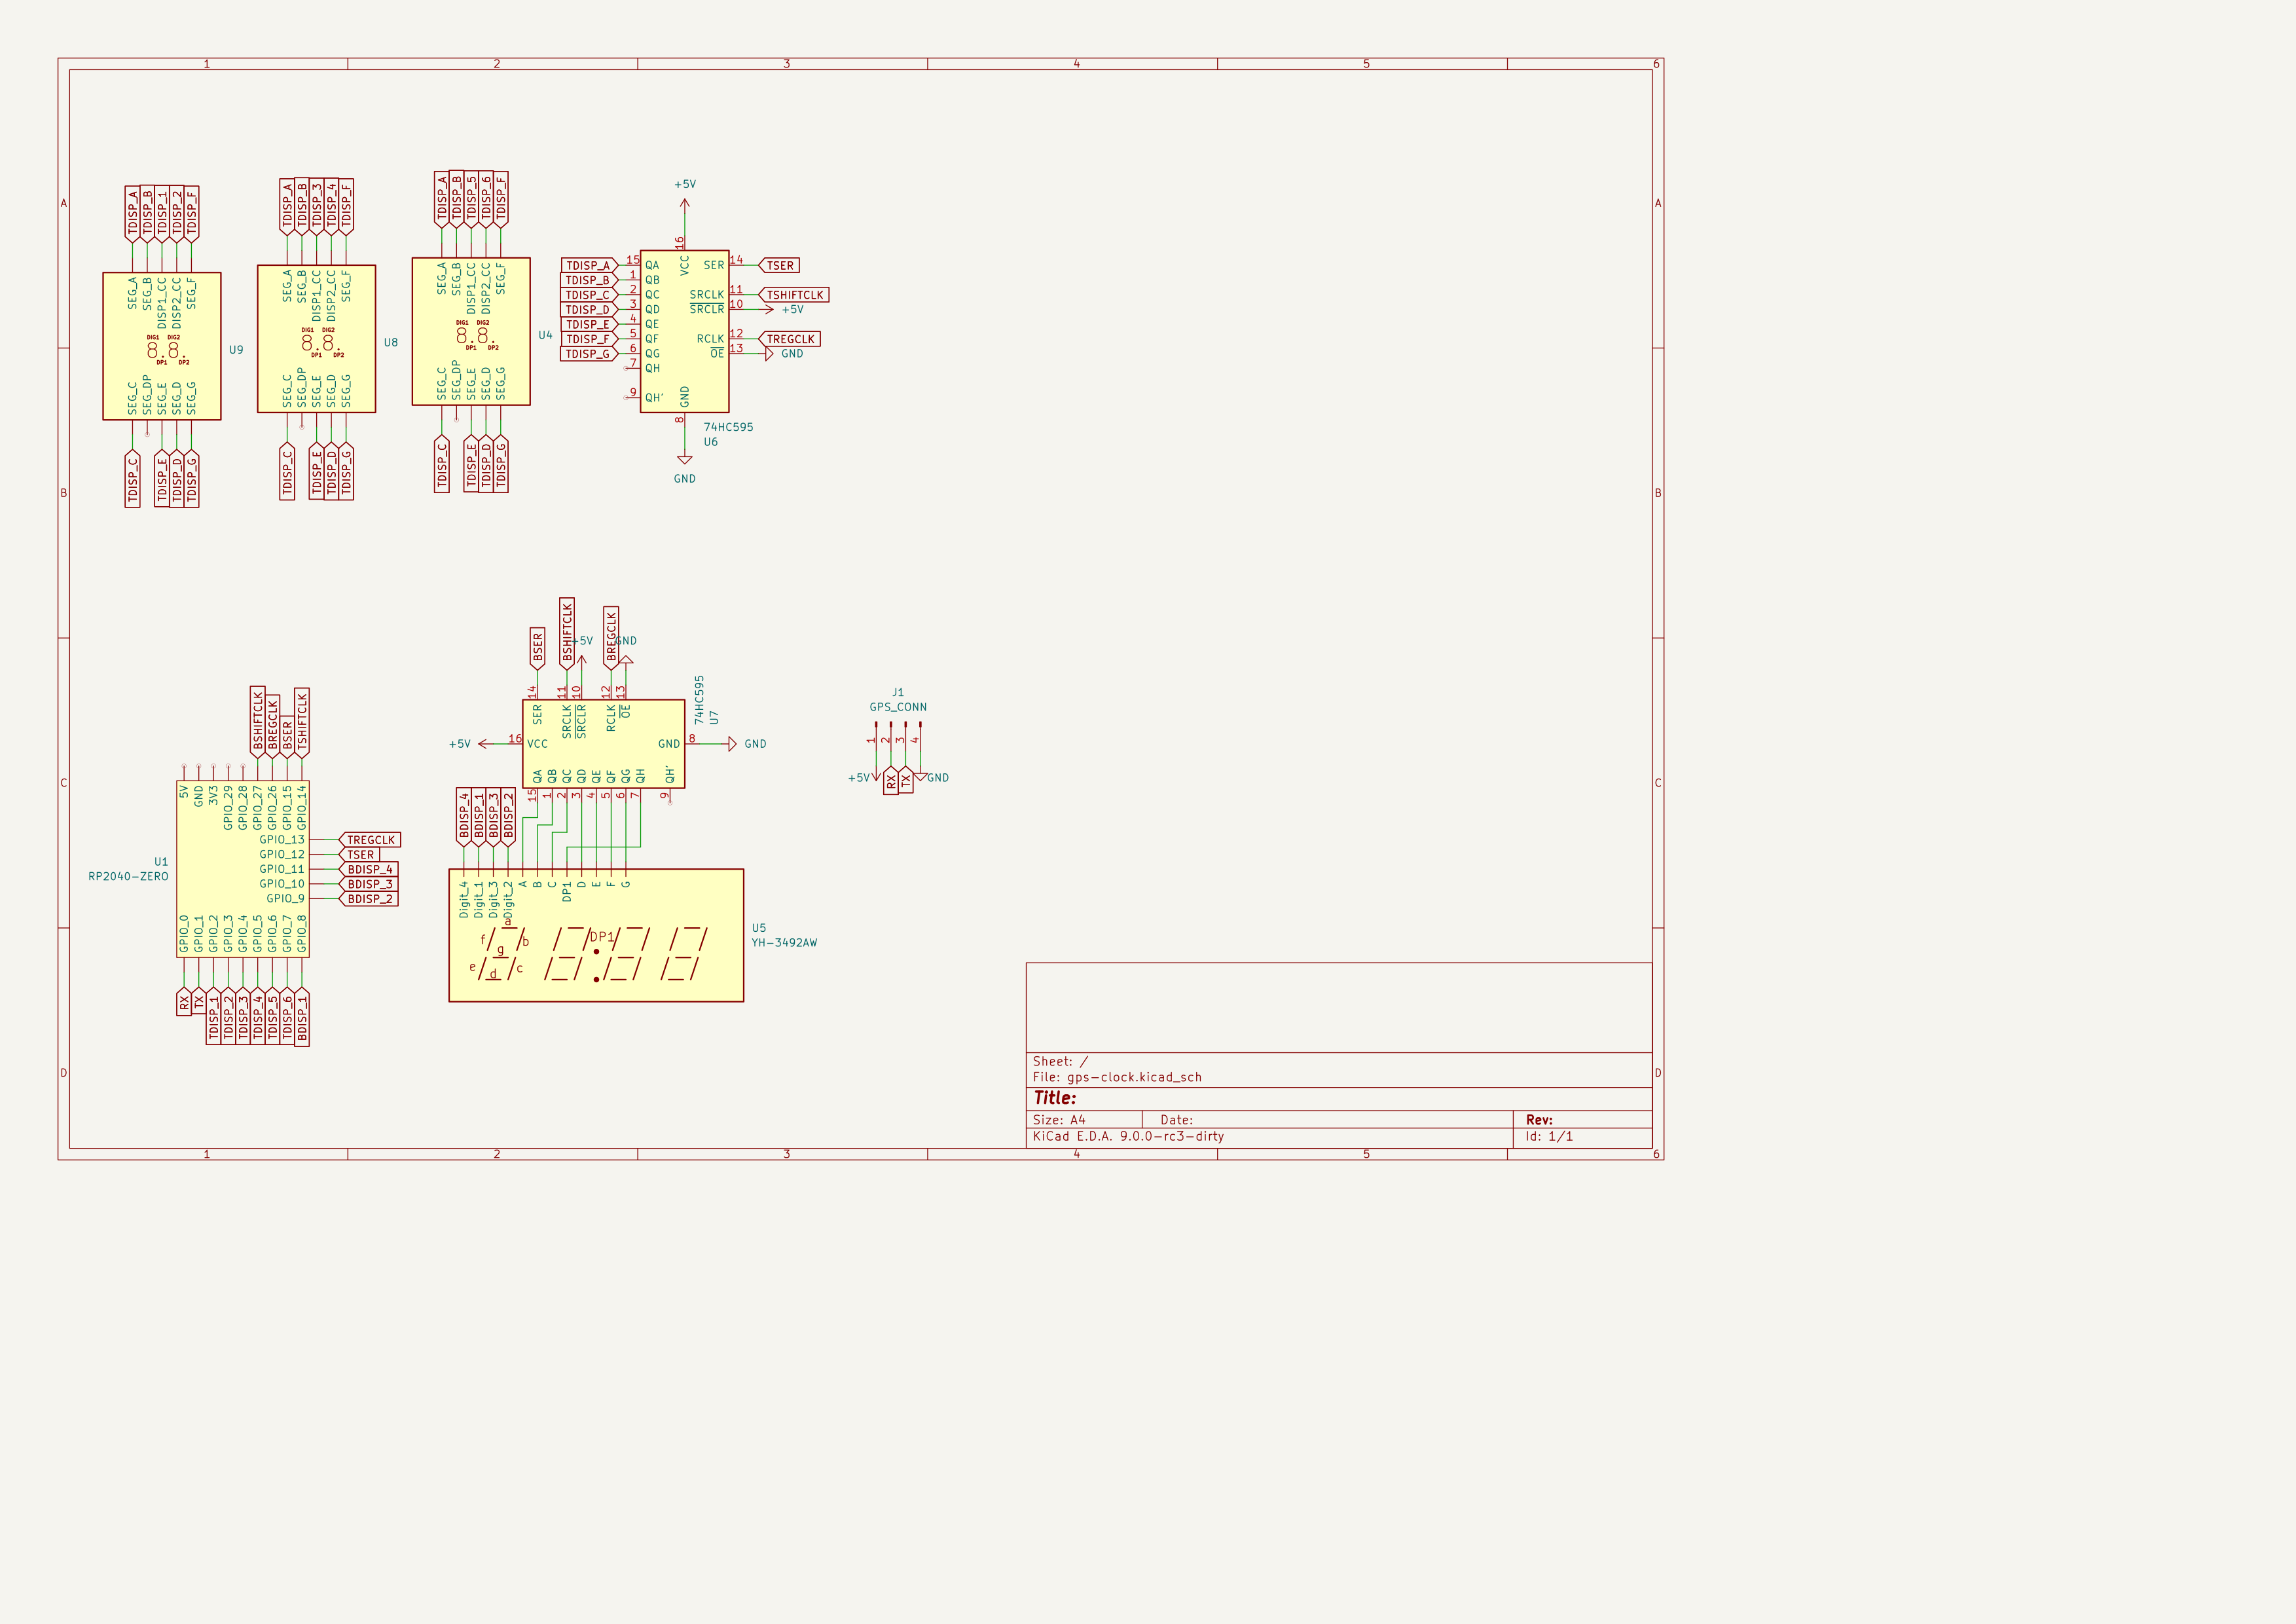 1 2 3 4 5 6
A A
B B
C C
D D
1 2 3 4 5 6
TDISP_A TDISP_B TDISP_1 TDISP_2 TDISP_F
SEG_A SEG_B DISP1_CC DISP2_CC SEG_F
DIG1 DIG2
DP1 DP2
U9
SEG_C SEG_DP SEG_E SEG_D SEG_G
TDISP_C TDISP_E TDISP_D TDISP_G
TDISP_A TDISP_B TDISP_3 TDISP_4 TDISP_F
SEG_A SEG_B DISP1_CC DISP2_CC SEG_F
DIG1 DIG2
DP1 DP2
U8
SEG_C SEG_DP SEG_E SEG_D SEG_G
TDISP_C TDISP_E TDISP_D TDISP_G
TDISP_A TDISP_B TDISP_5 TDISP_6 TDISP_F
SEG_A SEG_B DISP1_CC DISP2_CC SEG_F
DIG1 DIG2
DP1 DP2
U4
SEG_C SEG_DP SEG_E SEG_D SEG_G
TDISP_C TDISP_E TDISP_D TDISP_G
+5V
16
VCC
TDISP_A 15 QA SER 14 TSER
TDISP_B 1 QB
TDISP_C 2 QC SRCLK 11 TSHIFTCLK
TDISP_D 3 QD SRCLR 10 +5V
TDISP_E 4 QE
TDISP_F 5 QF RCLK 12 TREGCLK
TDISP_G 6 QG OE 13 GND
7 QH
9 QH'
GND
8
74HC595
U6
GND
BSER BSHIFTCLK +5V BREGCLK GND
14 11 10 12 13
SER SRCLK SRCLR RCLK OE
74HC595
U7
+5V 16 VCC GND 8 GND
QA QB QC QD QE QF QG QH QH'
15 1 2 3 4 5 6 7 9
BDISP_4 BDISP_1 BDISP_3 BDISP_2
Digit_4 Digit_1 Digit_3 Digit_2 A B C DP1 D E F G
a
f b
g
e c
d
DP1
U5
YH-3492AW
J1
GPS_CONN
1 2 3 4
+5V RX TX GND
BSHIFTCLK BREGCLK BSER TSHIFTCLK
5V GND 3V3 GPIO_29 GPIO_28 GPIO_27 GPIO_26 GPIO_15 GPIO_14
GPIO_13 TREGCLK
GPIO_12 TSER
GPIO_11 BDISP_4
GPIO_10 BDISP_3
GPIO_9 BDISP_2
U1
RP2040-ZERO
GPIO_0 GPIO_1 GPIO_2 GPIO_3 GPIO_4 GPIO_5 GPIO_6 GPIO_7 GPIO_8
RX TX TDISP_1 TDISP_2 TDISP_3 TDISP_4 TDISP_5 TDISP_6 BDISP_1
Sheet: /
File: gps-clock.kicad_sch
Title:
Size: A4 Date: Rev:
KiCad E.D.A. 9.0.0-rc3-dirty Id: 1/1